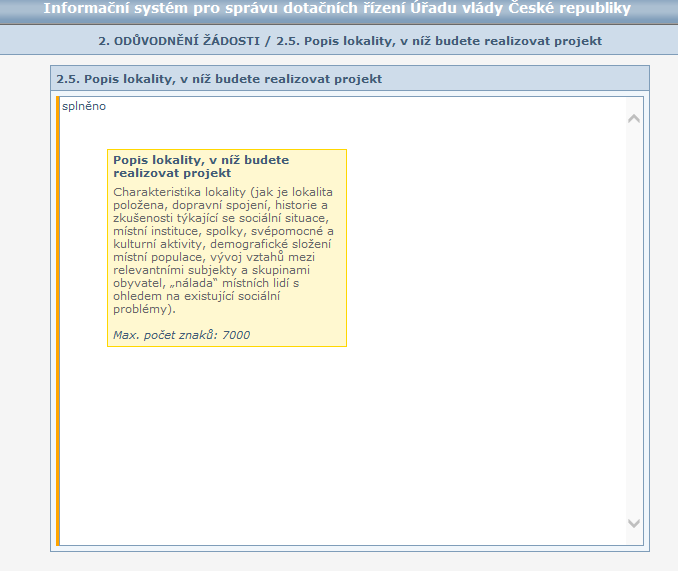 Informační systém pro správu dotačních řízení Úřadu vlády České republiky
2. ODŮVODNĚNÍ ŽÁDOSTI / 2.5. Popis lokality, v níž budete realizovat projekt
2.5. Popis lokality, v níž budete realizovat projekt
splněno
Popis lokality, v níž budete
realizovat projekt
Charakteristika lokality (jak je lokalita
položena, dopravní spojení, historie a
zkušenosti týkající se sociální situace,
místní instituce, spolky, svépomocné a
kulturní aktivity, demografické složení
místní populace, vývoj vztahů mezi
relevantními subjekty a skupinami
obyvatel, „nálada“ místních lidí s
ohledem na existující sociální
problémy).
Max. počet znaků: 7000